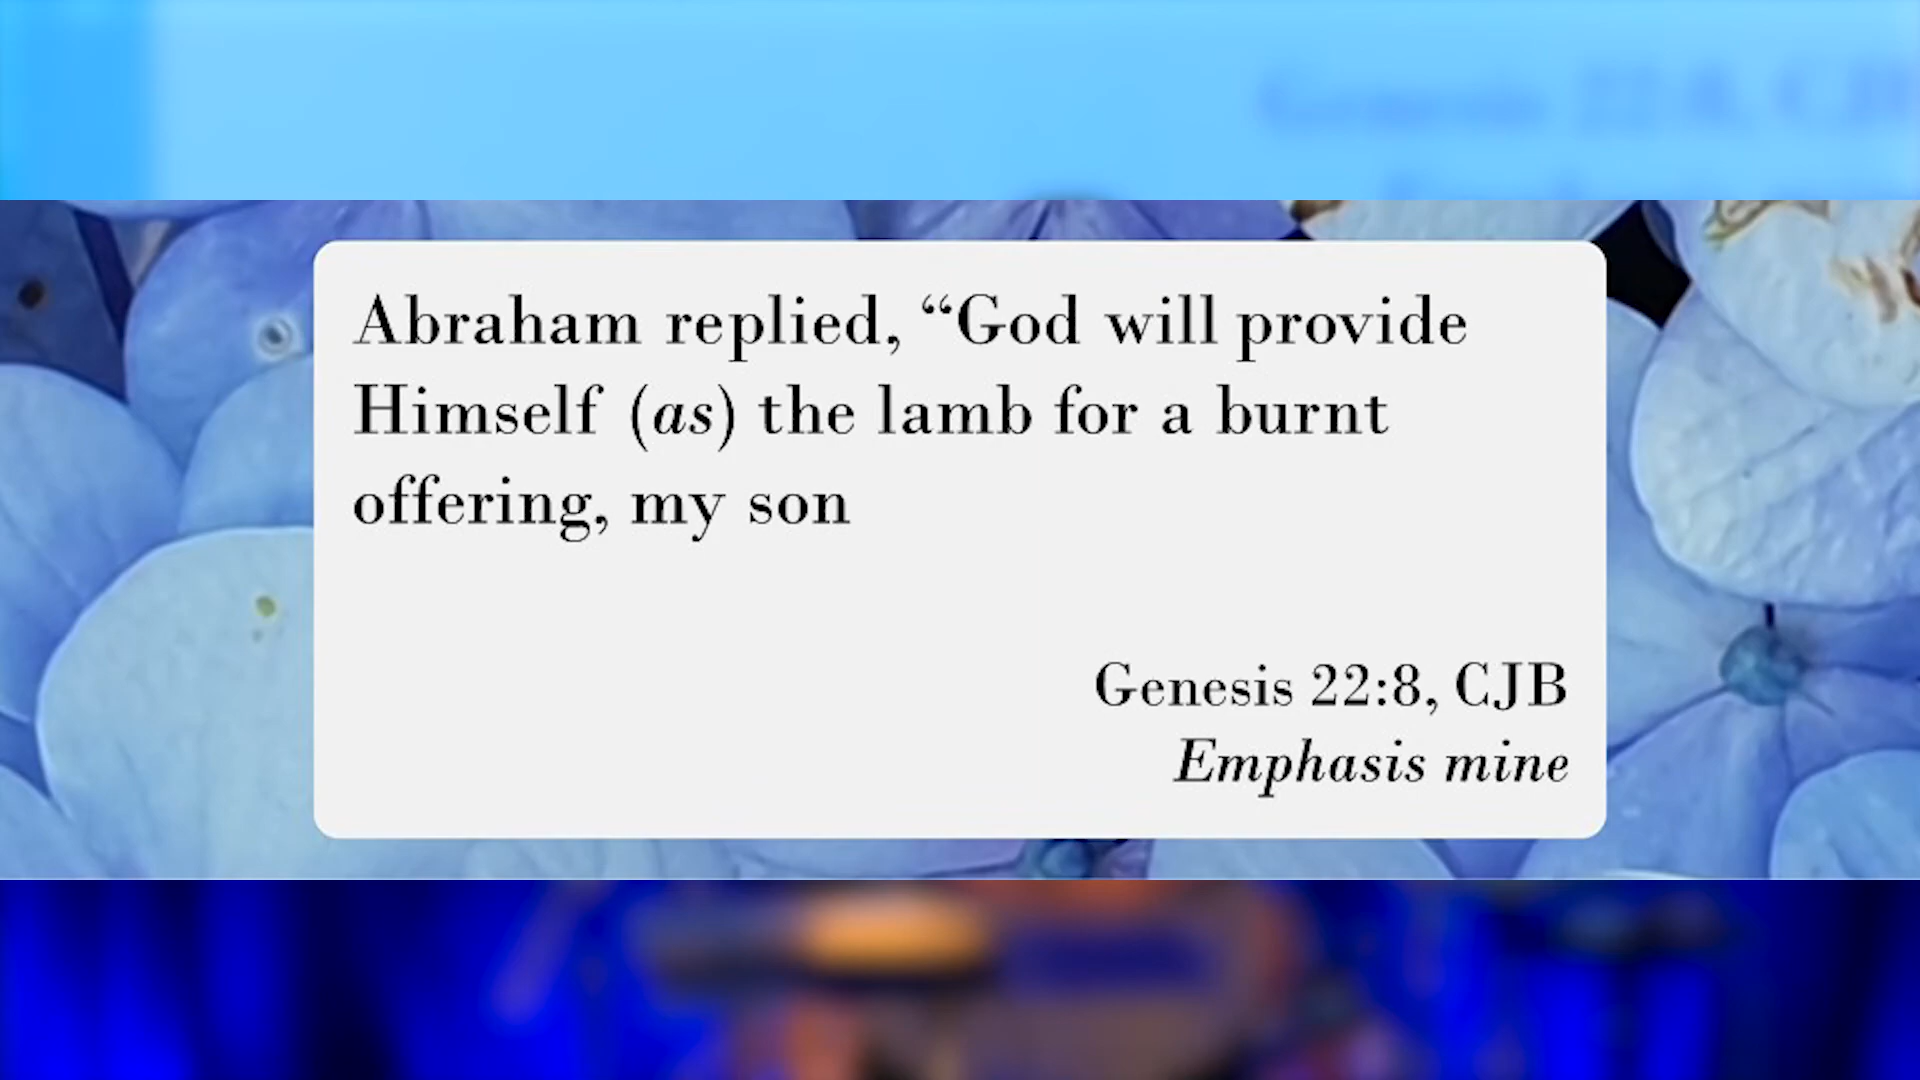 Abraham replied, “God will provide
Himself (as) the lamb for a burnt
offering, my son
Genesis 22:8, CJB
Emphasis mine